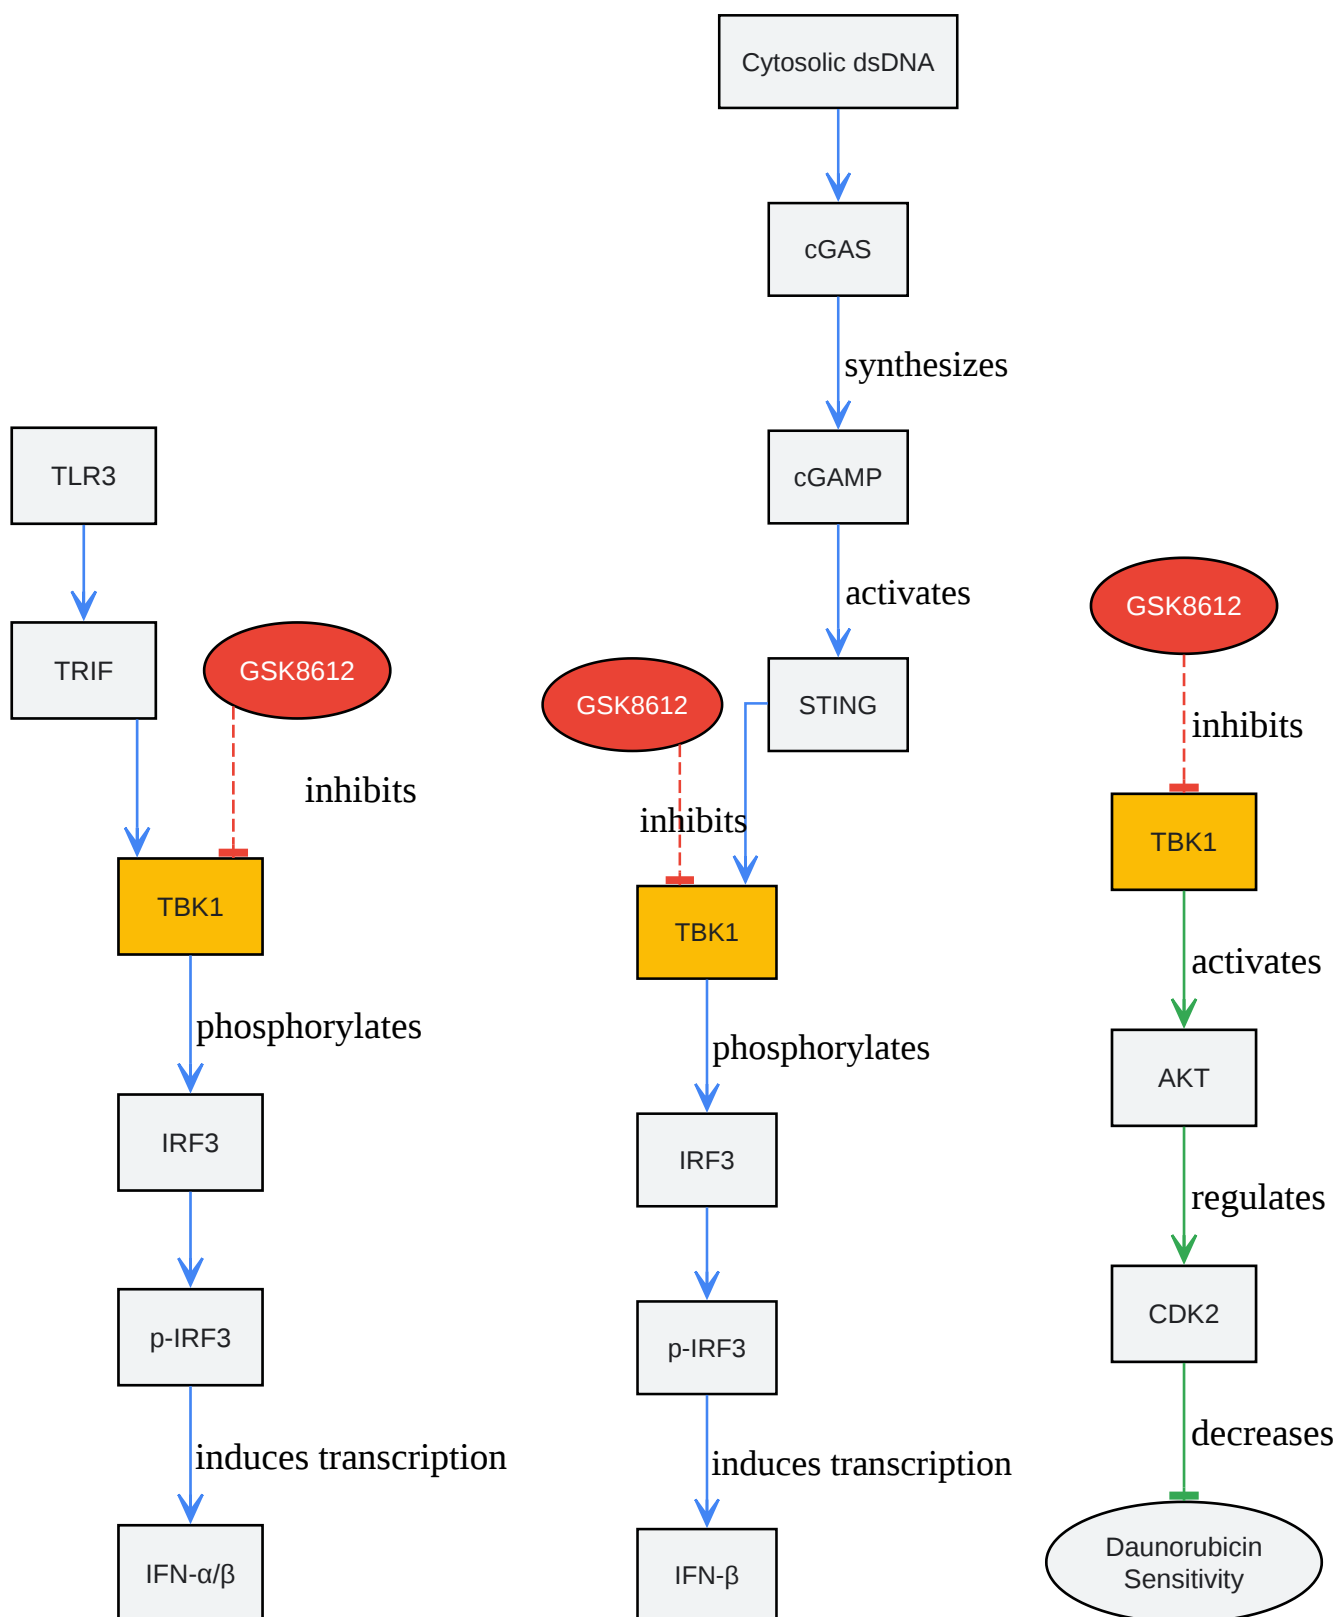 TLR3
TRIF
GSK8612
inhibits
TBK1
phosphorylates
IRF3
p-IRF3
induces transcription
IFN-α/β
Cytosolic dsDNA
cGAS
synthesizes
cGAMP
activates
STING
GSK8612
inhibits
TBK1
phosphorylates
IRF3
p-IRF3
induces transcription
IFN-β
GSK8612
inhibits
TBK1
activates
AKT
regulates
CDK2
decreases
Daunorubicin
Sensitivity